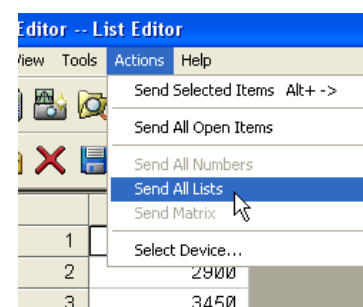 Editor -- List Editor
View Tools Actions Help
Send Selected Items Alt+ ->
Send All Open Items
Send All Numbers
Send All Lists
Send Matrix
Select Device...
1
2 2900
3 3450